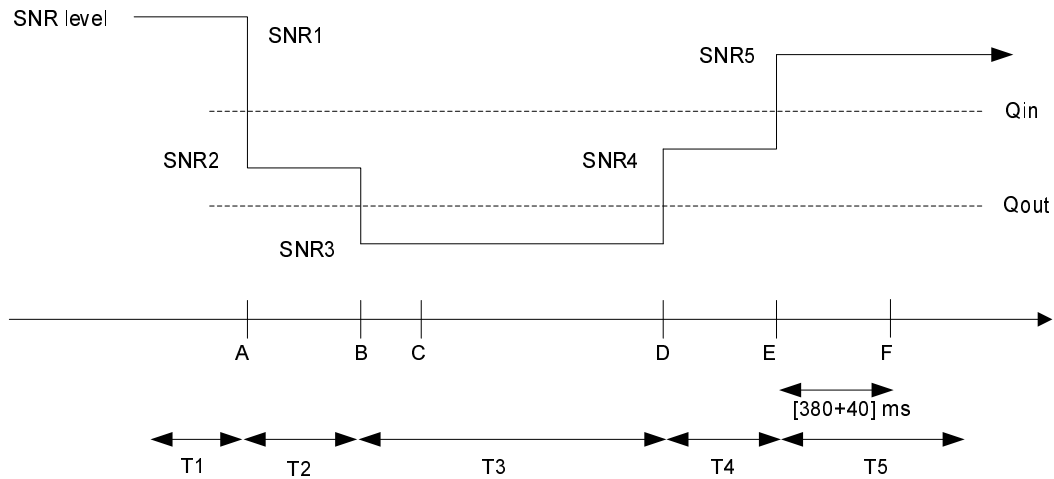 SNR level
SNR1
SNR5
Qin
SNR2
SNR4
Qout
SNR3
A B C D E F
[380+40] ms
T1 T2 T3 T4 T5